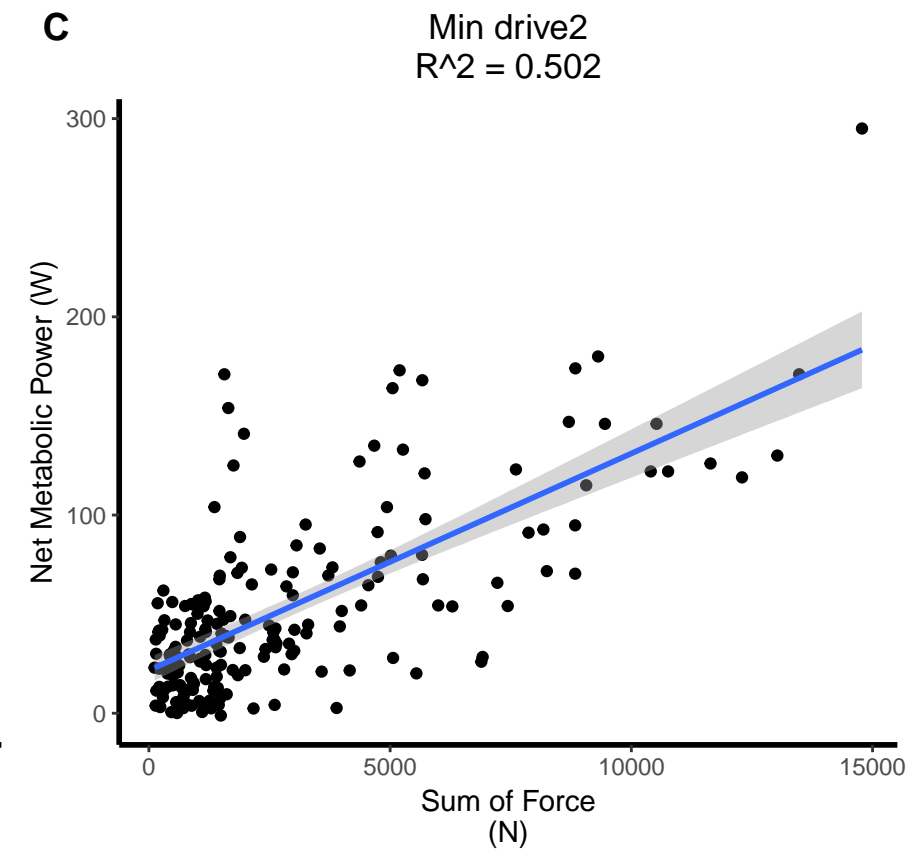 C
Min drive2
R^2 = 0.502
Net Metabolic Power (W)
300
200
100
0
0 5000 10000 15000
Sum of Force
(N)